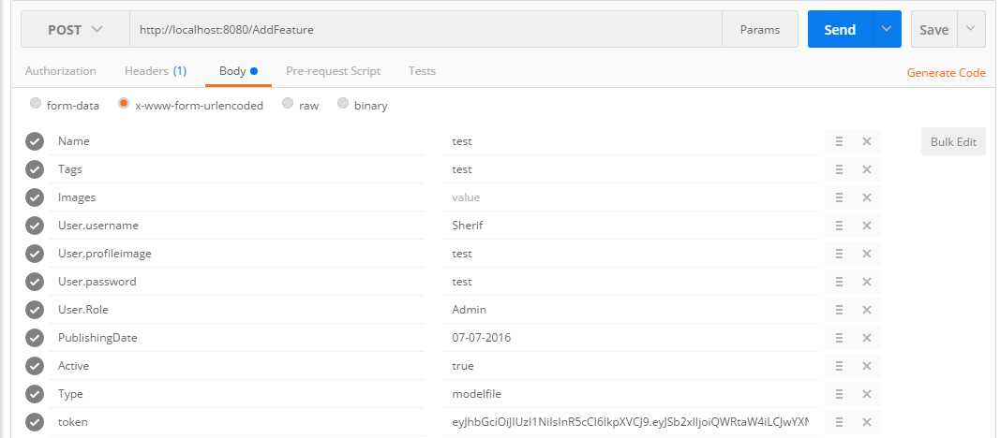 POST http://localhost:8080/AddFeature Params Send Save
Authorization Headers (1) Body Pre-request Script Tests Generate Code
form-data x-www-form-urlencoded raw binary
Name test Bulk Edit
Tags test
Images value
User.username Sherif
User.profileimage test
User.password test
User.Role Admin
PublishingDate 07-07-2016
Active true
Type modelfile
token